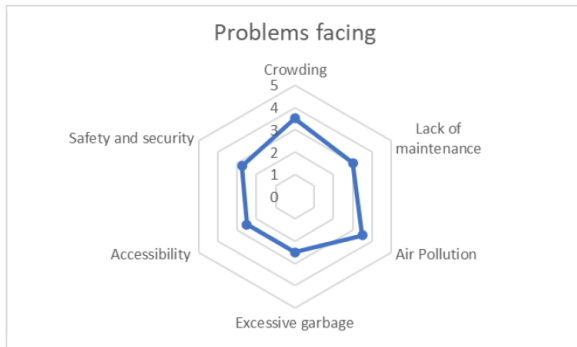 Problems facing
Crowding
5
4
3
2
1
0
Lack of
maintenance
Air Pollution
Excessive garbage
Accessibility
Safety and security